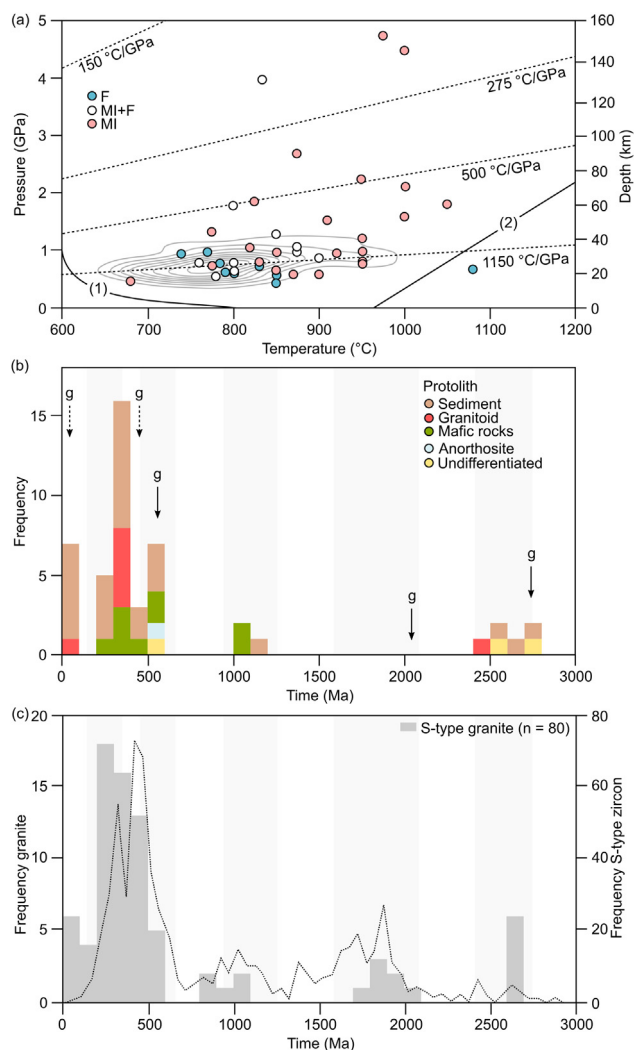 (a)
5
4
3
2
1
0
Pressure (GPa)
160
140
120
100
80
60
40
20
0
Depth (km)
150 °C/GPa
275 °C/GPa
500 °C/GPa
1150 °C/GPa
F
MI+F
MI
(1)
(2)
600 700 800 900 1000 1100 1200
Temperature (°C)
(b)
15
10
5
0
Frequency
g g
g
g
g
Protolith
Sediment
Granitoid
Mafic rocks
Anorthosite
Undifferentiated
0 500 1000 1500 2000 2500 3000
Time (Ma)
(c)
20
15
10
5
0
Frequency granite
S-type granite (n = 80)
80
60
40
20
0
Frequency S-type zircon
0 500 1000 1500 2000 2500 3000
Time (Ma)